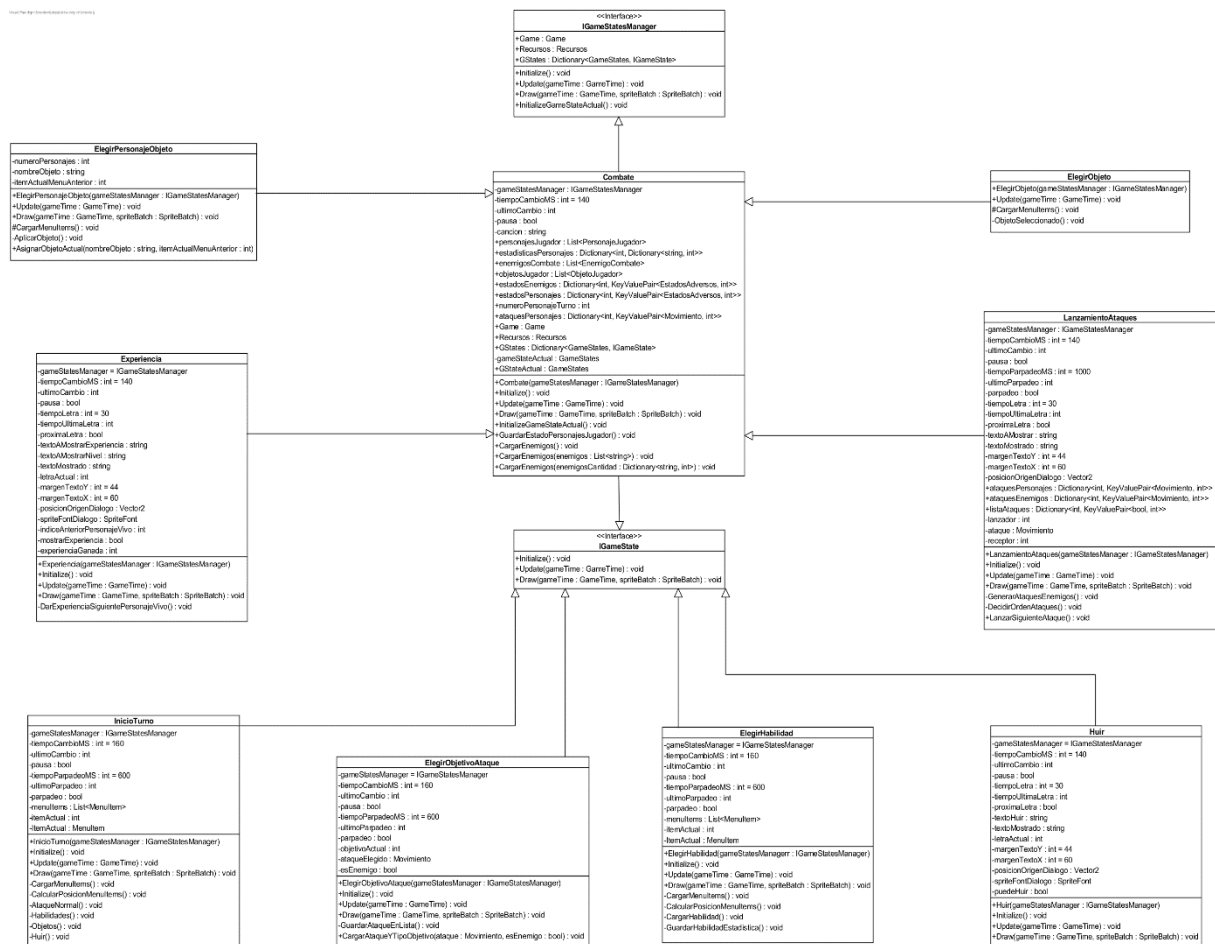 <<Interface>>
IGameStatesManager
+Game : Game
+Recursos : Recursos
+GStates : Dictionary<GameStates, IGameState>
+Initialize() : void
+Update(gameTime : GameTime) : void
+Draw(gameTime : GameTime, spriteBatch : SpriteBatch) : void
+InitializeGameStateActual() : void
ElegirPersonajeObjeto
-numeroPersonajes : int
-nombreObjeto : string
-itemActualMenuAnterior : int
+ElegirPersonajeObjeto(gameStatesManager : IGameStatesManager)
+Update(gameTime : GameTime) : void
+Draw(gameTime : GameTime, spriteBatch : SpriteBatch) : void
#CargarMenuItems() : void
-AplicarObjeto() : void
+AsignarObjetoActual(nombreObjeto : string, itemActualMenuAnterior : int)
Combate
-gameStatesManager : IGameStatesManager
-tiempoCambioMS : int = 140
-ultimoCambio : int
-pausa : bool
-cancion : string
+personajesJugador : List<PersonajeJugador>
+estadisticasPersonajes : Dictionary<int, Dictionary<string, int>>
+enemigosCombate : List<EnemigoCombate>
+objetosJugador : List<ObjetoJugador>
+estadosEnemigos : Dictionary<int, KeyValuePair<EstadosAdversos, int>>
+estadosPersonajes : Dictionary<int, KeyValuePair<EstadosAdversos, int>>
+numeroPersonajeTurno : int
+ataquesPersonajes : Dictionary<int, KeyValuePair<Movimiento, int>>
+Game : Game
+Recursos : Recursos
+GStates : Dictionary<GameStates, IGameState>
-gameStateActual : GameStates
+GStateActual : GameStates
+Combate(gameStatesManager : IGameStatesManager)
+Initialize() : void
+Update(gameTime : GameTime) : void
+Draw(gameTime : GameTime, spriteBatch : SpriteBatch) : void
+InitializeGameStateActual() : void
+GuardarEstadoPersonajesJugador() : void
+CargarEnemigos() : void
+CargarEnemigos(enemigos : List<string>) : void
+CargarEnemigos(enemigosCantidad : Dictionary<string, int>) : void
ElegirObjeto
+ElegirObjeto(gameStatesManager : IGameStatesManager)
+Update(gameTime : GameTime) : void
#CargarMenuItems() : void
-ObjetoSeleccionado() : void
Experiencia
-gameStatesManager = IGameStatesManager
-tiempoCambioMS : int = 140
-ultimoCambio : int
-pausa : bool
-tiempoLetra : int = 30
-tiempoUltimaLetra : int
-proximaLetra : bool
-textoAMostrarExperiencia : string
-textoAMostrarNivel : string
-textoMostrado : string
-letraActual : int
-margenTextoY : int = 44
-margenTextoX : int = 60
-posicionOrigenDialogo : Vector2
-spriteFontDialogo : SpriteFont
-indiceAnteriorPersonajeVivo : int
-mostrarExperiencia : bool
-experienciaGanada : int
+Experiencia(gameStatesManager : IGameStatesManager)
+Initialize() : void
+Update(gameTime : GameTime) : void
+Draw(gameTime : GameTime, spriteBatch : SpriteBatch) : void
-DarExperienciaSiguientePersonajeVivo() : void
LanzamientoAtaques
-gameStatesManager : IGameStatesManager
-tiempoCambioMS : int = 140
-ultimoCambio : int
-pausa : bool
-tiempoParpadeoMS : int = 1000
-ultimoParpadeo : int
-parpadeo : bool
-tiempoLetra : int = 30
-tiempoUltimaLetra : int
-proximaLetra : bool
-textoAMostrar : string
-textoMostrado : string
-margenTextoY : int = 44
-margenTextoX : int = 60
-posicionOrigenDialogo : Vector2
+ataquesPersonajes : Dictionary<int, KeyValuePair<Movimiento, int>>
+ataquesEnemigos : Dictionary<int, KeyValuePair<Movimiento, int>>
+listaAtaques : Dictionary<int, KeyValuePair<bool, int>>
-lanzador : int
-ataque : Movimiento
-receptor : int
+LanzamientoAtaques(gameStatesManager : IGameStatesManager)
+Initialize() : void
+Update(gameTime : GameTime) : void
+Draw(gameTime : GameTime, spriteBatch : SpriteBatch) : void
-GenerarAtaquesEnemigos() : void
-DecidirOrdenAtaques() : void
+LanzarSiguienteAtaque() : void
<<Interface>>
IGameState
+Initialize() : void
+Update(gameTime : GameTime) : void
+Draw(gameTime : GameTime, spriteBatch : SpriteBatch) : void
InicioTurno
-gameStatesManager : IGameStatesManager
-tiempoCambioMS : int = 160
-ultimoCambio : int
-pausa : bool
-tiempoParpadeoMS : int = 600
-ultimoParpadeo : int
-parpadeo : bool
-menuItems : List<MenuItem>
-itemActual : int
-ItemActual : MenuItem
+InicioTurno(gameStatesManager : IGameStatesManager)
+Initialize() : void
+Update(gameTime : GameTime) : void
+Draw(gameTime : GameTime, spriteBatch : SpriteBatch) : void
-CargarMenuItems() : void
-CalcularPosicionMenuItems() : void
-AtaqueNormal() : void
-Habilidades() : void
-Objetos() : void
-Huir() : void
ElegirObjetivoAtaque
-gameStatesManager = IGameStatesManager
-tiempoCambioMS : int = 160
-ultimoCambio : int
-pausa : bool
-tiempoParpadeoMS : int = 600
-ultimoParpadeo : int
-parpadeo : bool
-objetivoActual : int
-ataqueElegido : Movimiento
-esEnemigo : bool
+ElegirObjetivoAtaque(gameStatesManager : IGameStatesManager)
+Initialize() : void
+Update(gameTime : GameTime) : void
+Draw(gameTime : GameTime, spriteBatch : SpriteBatch) : void
-GuardarAtaqueEnLista() : void
+CargarAtaqueYTipoObjetivo(ataque : Movimiento, esEnemigo : bool) : void
ElegirHabilidad
-gameStatesManager = IGameStatesManager
-tiempoCambioMS : int = 160
-ultimoCambio : int
-pausa : bool
-tiempoParpadeoMS : int = 600
-ultimoParpadeo : int
-parpadeo : bool
-menuItems : List<MenuItem>
-itemActual : int
-ItemActual : MenuItem
+ElegirHabilidad(gameStatesManagerr : IGameStatesManager)
+Initialize() : void
+Update(gameTime : GameTime) : void
+Draw(gameTime : GameTime, spriteBatch : SpriteBatch) : void
-CargarMenuItems() : void
-CalcularPosicionMenuItems() : void
-CargarHabilidad() : void
-GuardarHabilidadEstadistica() : void
Huir
-gameStatesManager = IGameStatesManager
-tiempoCambioMS : int = 140
-ultimoCambio : int
-pausa : bool
-tiempoLetra : int = 30
-tiempoUltimaLetra : int
-proximaLetra : bool
-textoHuir : string
-textoMostrado : string
-letraActual : int
-margenTextoY : int = 44
-margenTextoX : int = 60
-posicionOrigenDialogo : Vector2
-spriteFontDialogo : SpriteFont
-puedeHuir : bool
+Huir(gameStatesManager : IGameStatesManager)
+Initialize() : void
+Update(gameTime : GameTime) : void
+Draw(gameTime : GameTime, spriteBatch : SpriteBatch) : void